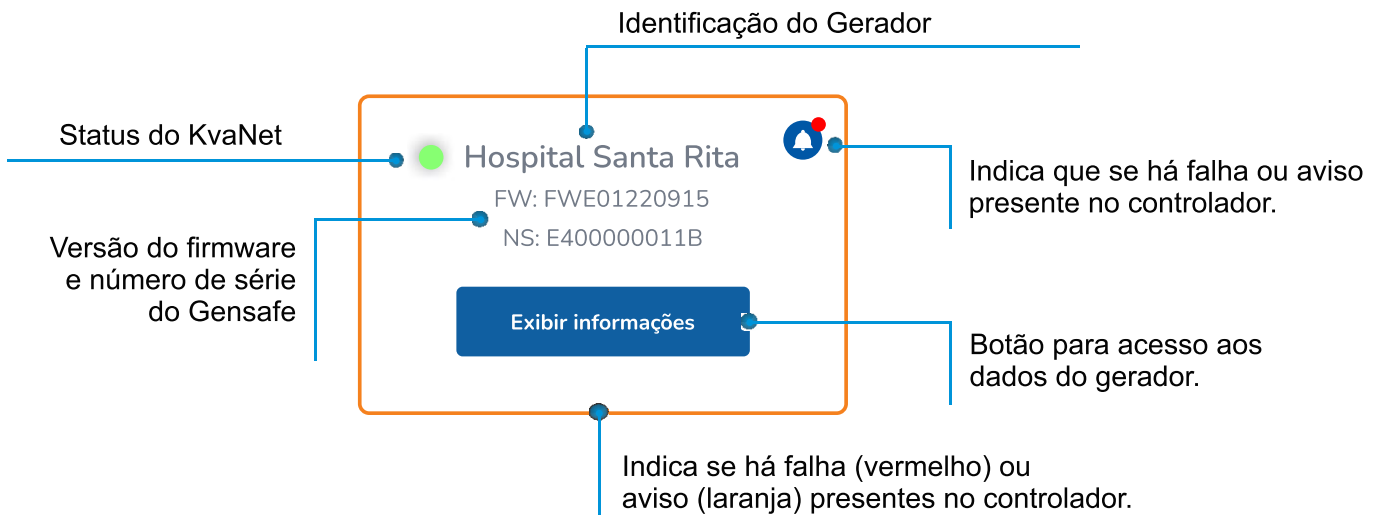 Identificação do Gerador
Status do KvaNet
Hospital Santa Rita
FW: FWE01220915
NS: E400000011B
Indica que se há falha ou aviso
presente no controlador.
Versão do firmware
e número de série
do Gensafe
Exibir informações
Botão para acesso aos
dados do gerador.
Indica se há falha (vermelho) ou
aviso (laranja) presentes no controlador.